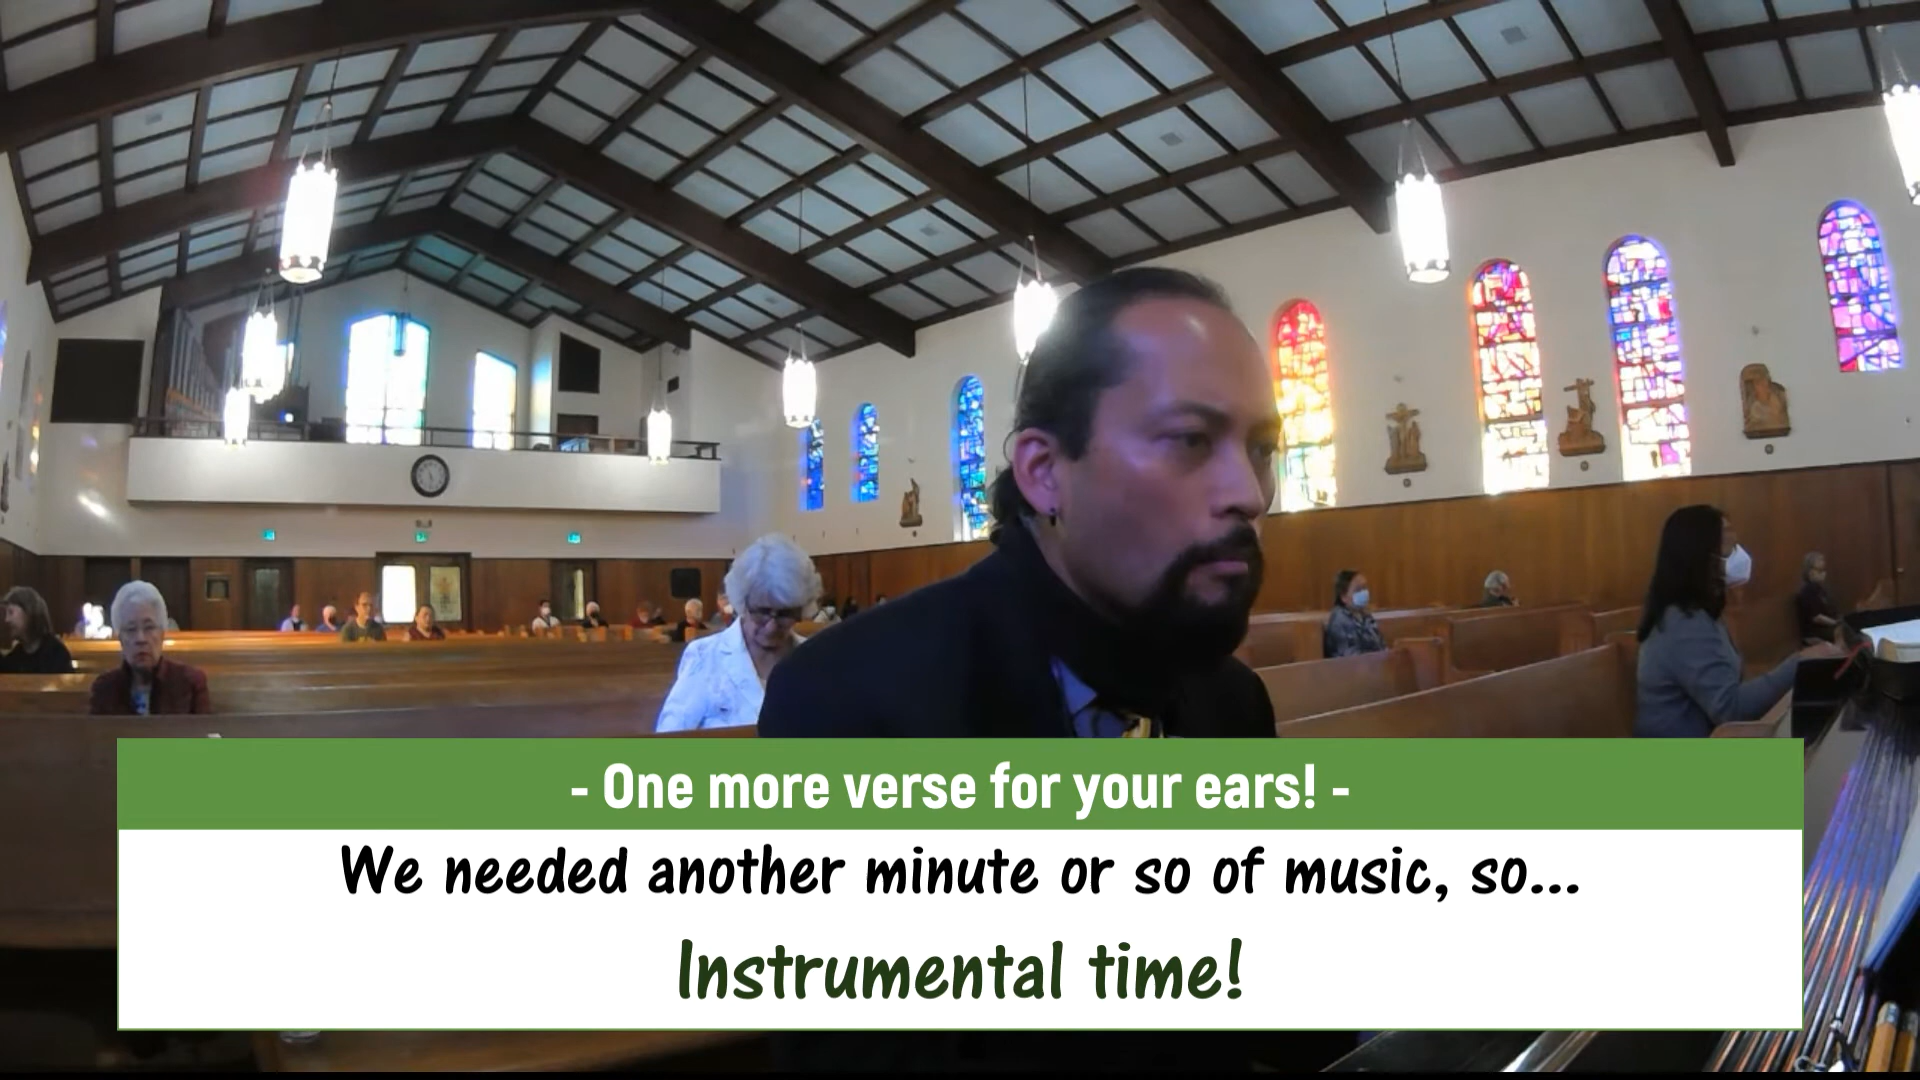 - One more verse for your ears! -
We needed another minute or so of music, so...
Instrumental time!